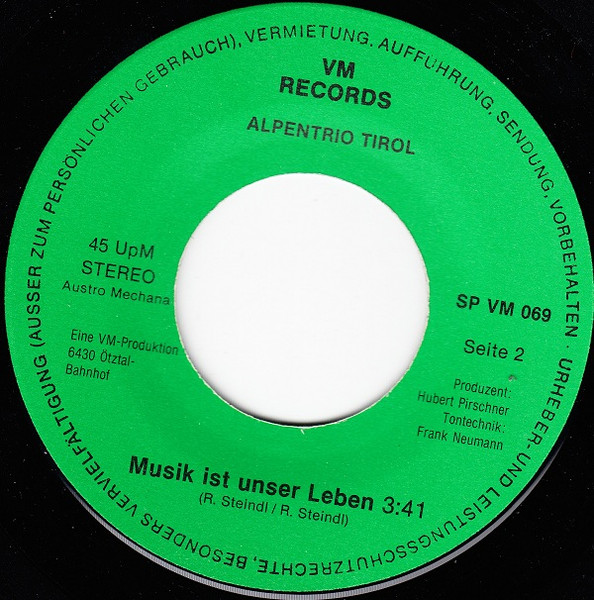 VM
RECORDS
ALPENTRIO TIROL
45 UpM
STEREO
Austro Mechana
Eine VM-Produktion
6430 Ötztal-
Bahnhof
SP VM 069
Seite 2
Produzent:
Hubert Pirschner
Tontechnik:
Frank Neumann
Musik ist unser Leben 3:41
(R. Steindl / R. Steindl)
URHEBER- UND LEISTUNGSSCHUTZRECHTE, BESONDERS VERVIELFÄLTIGUNG (AUSSER ZUM PERSÖNLICHEN GEBRAUCH), VERMIETUNG, AUFFÜHRUNG, SENDUNG, VORBEHALTEN ·